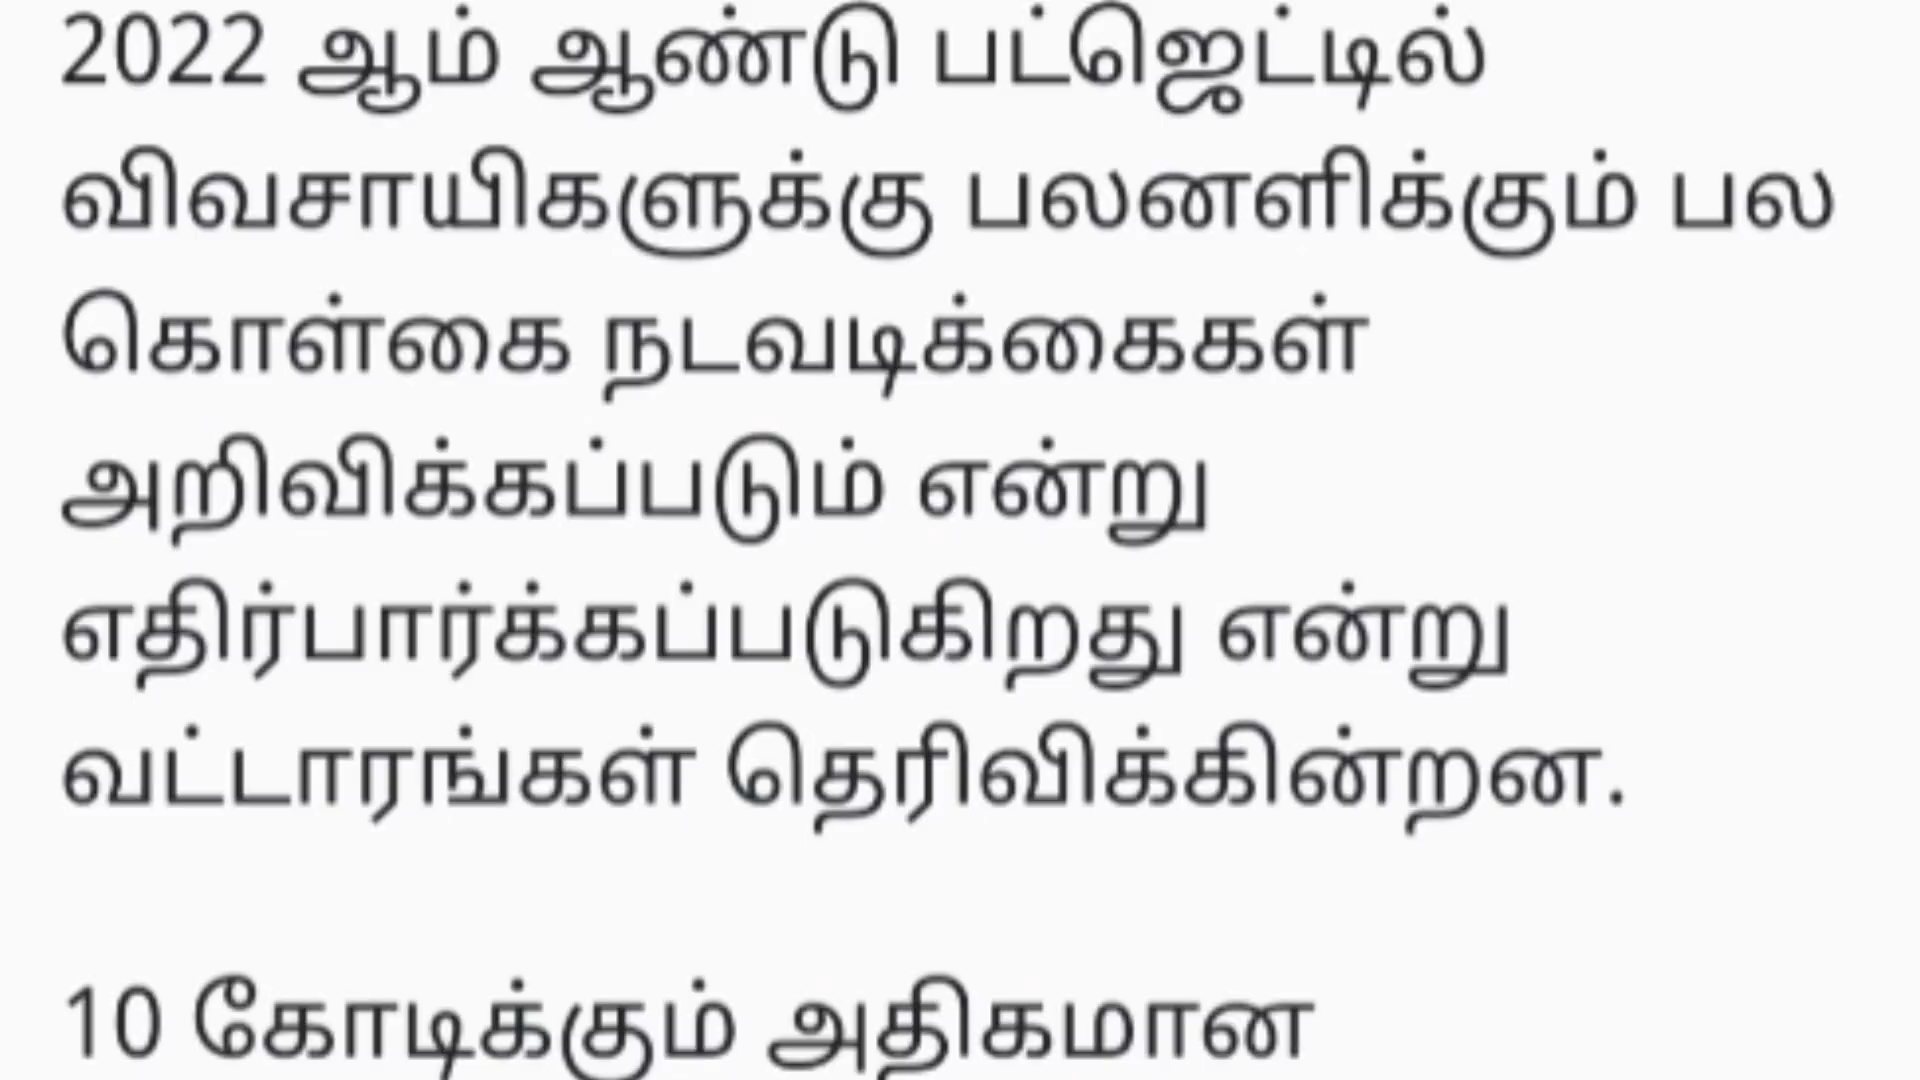 2022 ஆம் ஆண்டு பட்ஜெட்டில்
விவசாயிகளுக்கு பலனளிக்கும் பல
கொள்கை நடவடிக்கைகள்
அறிவிக்கப்படும் என்று
எதிர்பார்க்கப்படுகிறது என்று
வட்டாரங்கள் தெரிவிக்கின்றன.
10 கோடிக்கும் அதிகமான